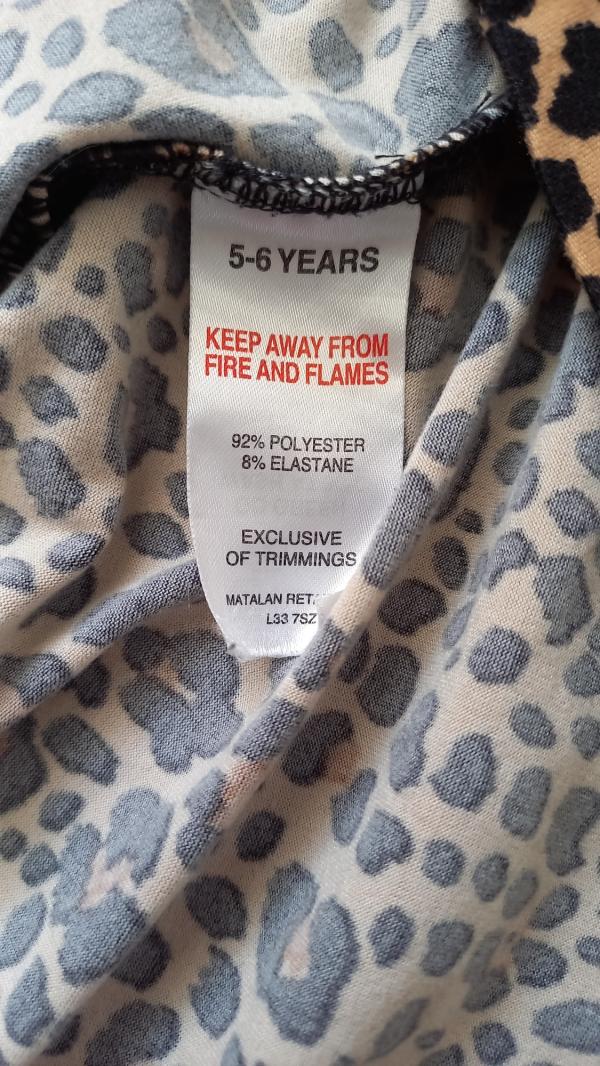 5-6 YEARS
KEEP AWAY FROM
FIRE AND FLAMES
92% POLYESTER
8% ELASTANE
EXCLUSIVE
OF TRIMMINGS
MATALAN
L33 7SZ